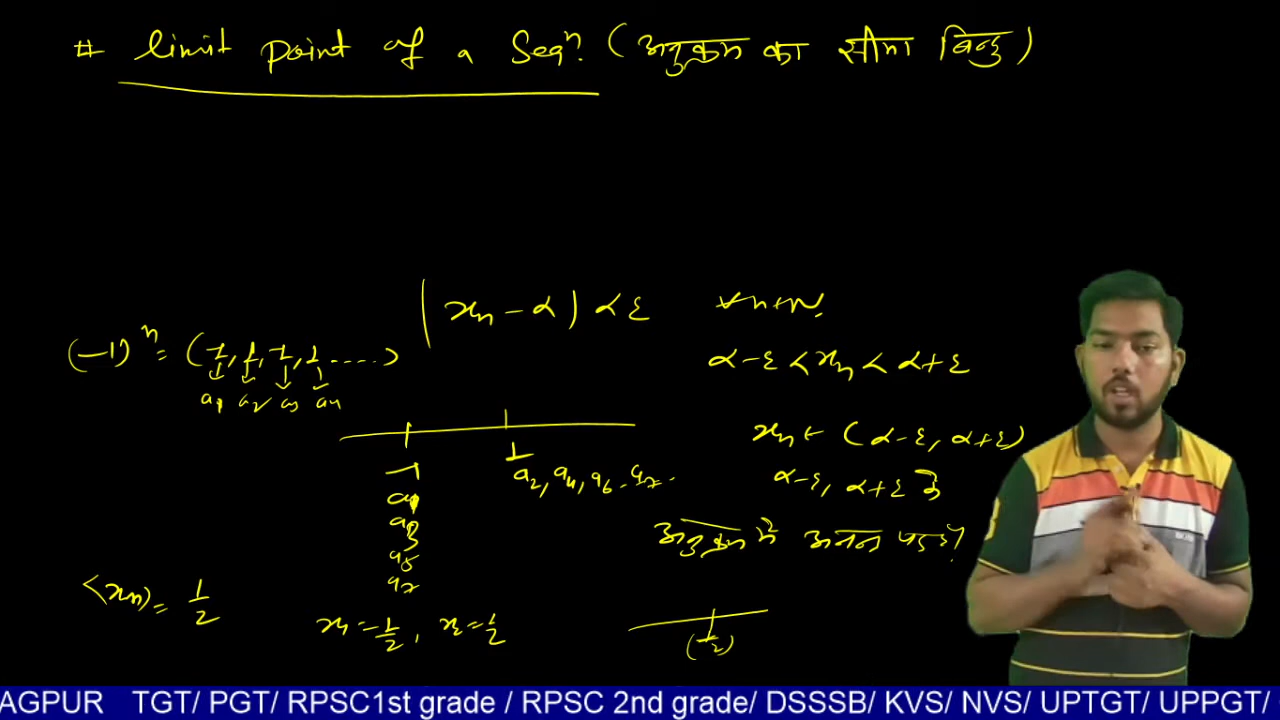 # limit point of a Seqⁿ. (अनुक्रम का सीमा बिन्दु)
|xn - α| < ε ∀ n ∈ N.
(-1)ⁿ = (-1, 1, -1, 1 .....)
a1 a2 a3 a4
α-ε < xn < α+ε
xn ∈ (α-ε, α+ε)
-1 1
a2, a4, a6
α-ε, α+ε के
a1
a3
a5
a7
अनुक्रम में अनन्त पद है।
<xn> = 1/2
x1 = 1/2, x2 = 1/2
(1/2)
AGPUR TGT/ PGT/ RPSC1st grade / RPSC 2nd grade/ DSSSB/ KVS/ NVS/ UPTGT/ UPPGT/